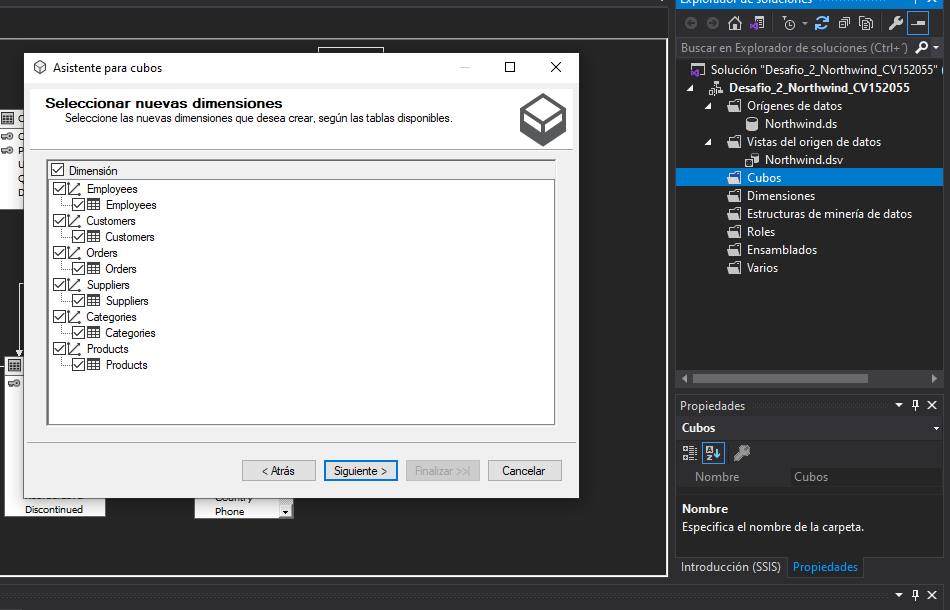 Explorador de soluciones
Asistente para cubos
Seleccionar nuevas dimensiones
Seleccione las nuevas dimensiones que desea crear, según las tablas disponibles.
Dimensión
Employees
Employees
Customers
Customers
Orders
Orders
Suppliers
Suppliers
Categories
Categories
Products
Products
< Atrás
Siguiente >
Finalizar >>|
Cancelar
Discontinued
Country
Phone
Buscar en Explorador de soluciones (Ctrl+´)
Solución "Desafio_2_Northwind_CV152055" (
Desafio_2_Northwind_CV152055
Orígenes de datos
Northwind.ds
Vistas del origen de datos
Northwind.dsv
Cubos
Dimensiones
Estructuras de minería de datos
Roles
Ensamblados
Varios
Propiedades
Cubos
Nombre Cubos
Nombre
Especifica el nombre de la carpeta.
Introducción (SSIS) Propiedades